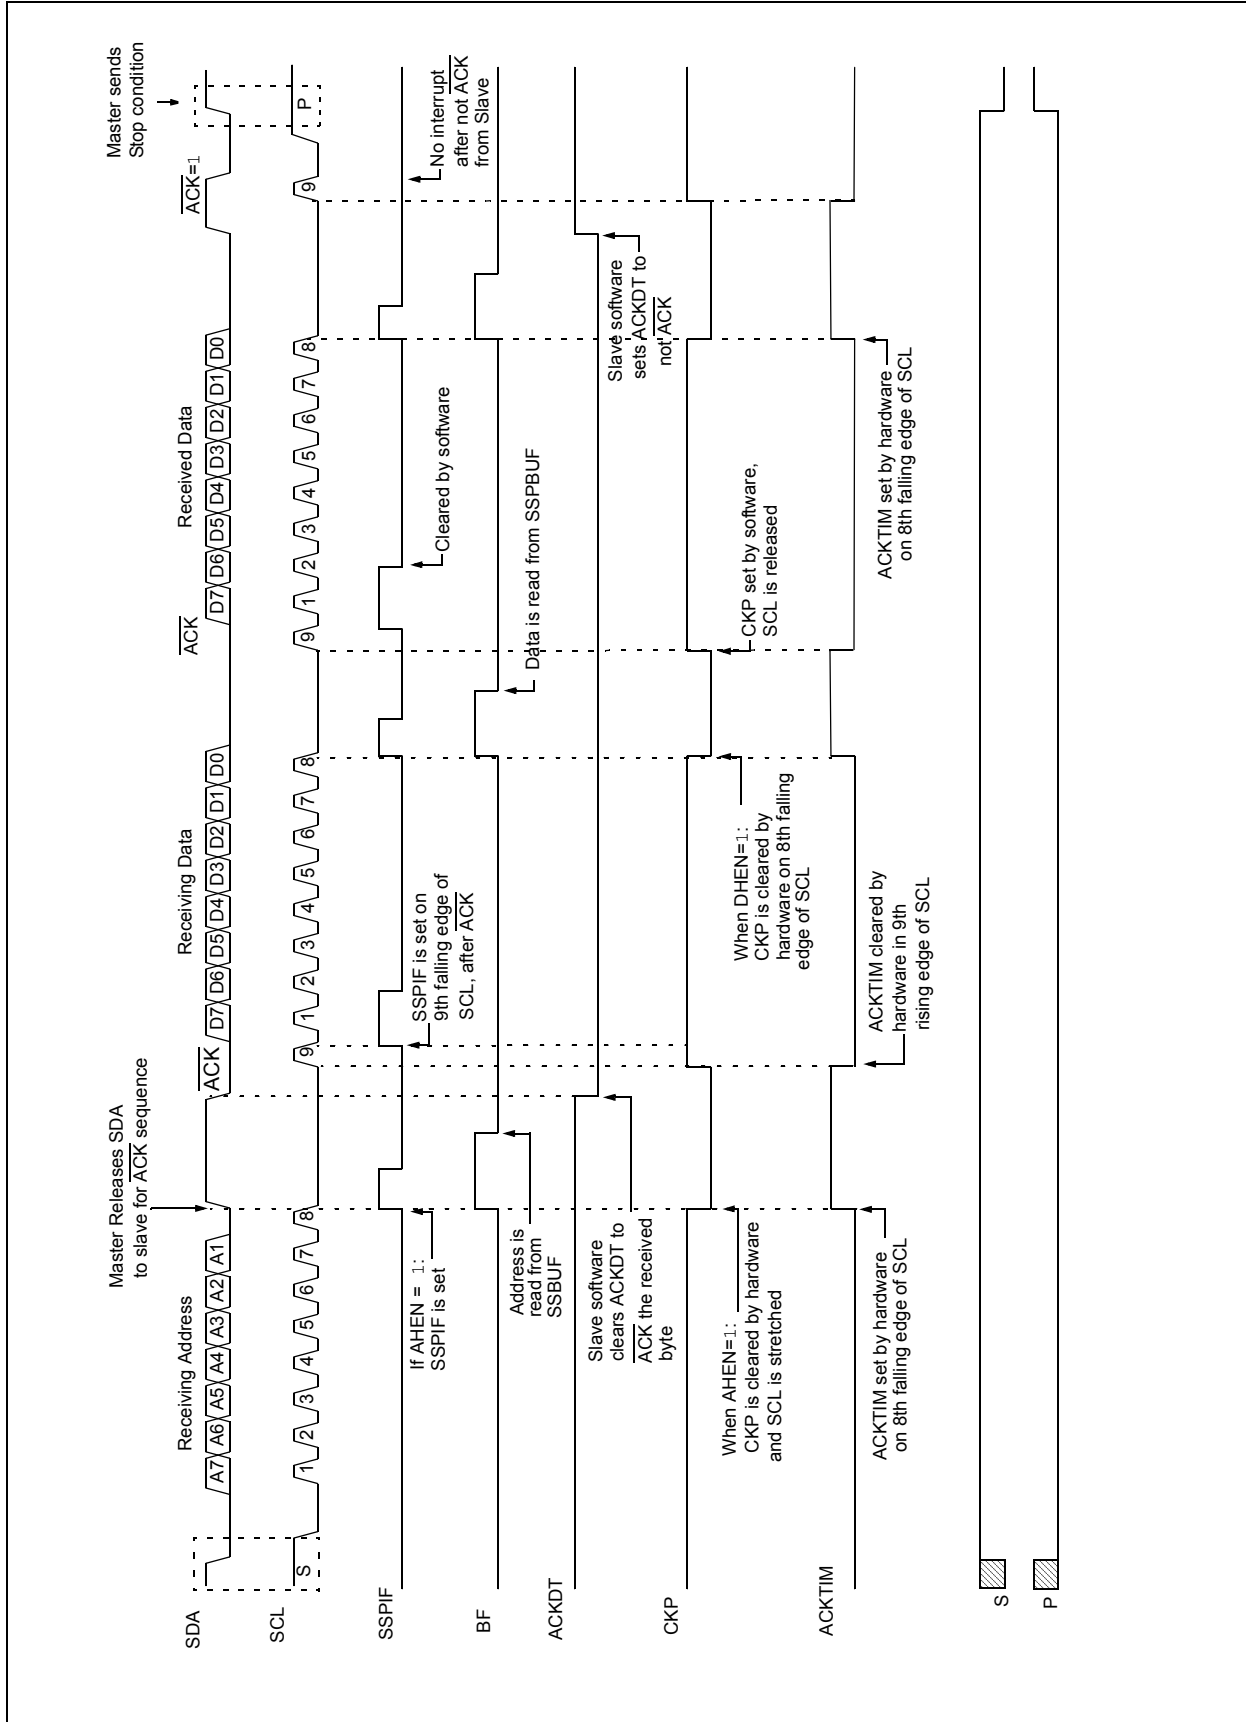 Master Releases SDA
to slave for ACK sequence
Master sends
Stop condition
Receiving Address
Receiving Data
Received Data
ACK
ACK
ACK=1
SDA
A7 A6 A5 A4 A3 A2 A1
D7 D6 D5 D4 D3 D2 D1 D0
D7 D6 D5 D4 D3 D2 D1 D0
SCL
S
1 2 3 4 5 6 7 8 9
1 2 3 4 5 6 7 8 9
1 2 3 4 5 6 7 8 9
P
SSPIF
If AHEN = 1:
SSPIF is set
SSPIF is set on
9th falling edge of
SCL, after ACK
Cleared by software
No interrupt
after not ACK
from Slave
BF
Address is
read from
SSBUF
Data is read from SSPBUF
ACKDT
Slave software
clears ACKDT to
ACK the received
byte
Slave software
sets ACKDT to
not ACK
CKP
When AHEN=1:
CKP is cleared by hardware
and SCL is stretched
When DHEN=1:
CKP is cleared by
hardware on 8th falling
edge of SCL
CKP set by software,
SCL is released
ACKTIM
ACKTIM set by hardware
on 8th falling edge of SCL
ACKTIM cleared by
hardware in 9th
rising edge of SCL
ACKTIM set by hardware
on 8th falling edge of SCL
S
P